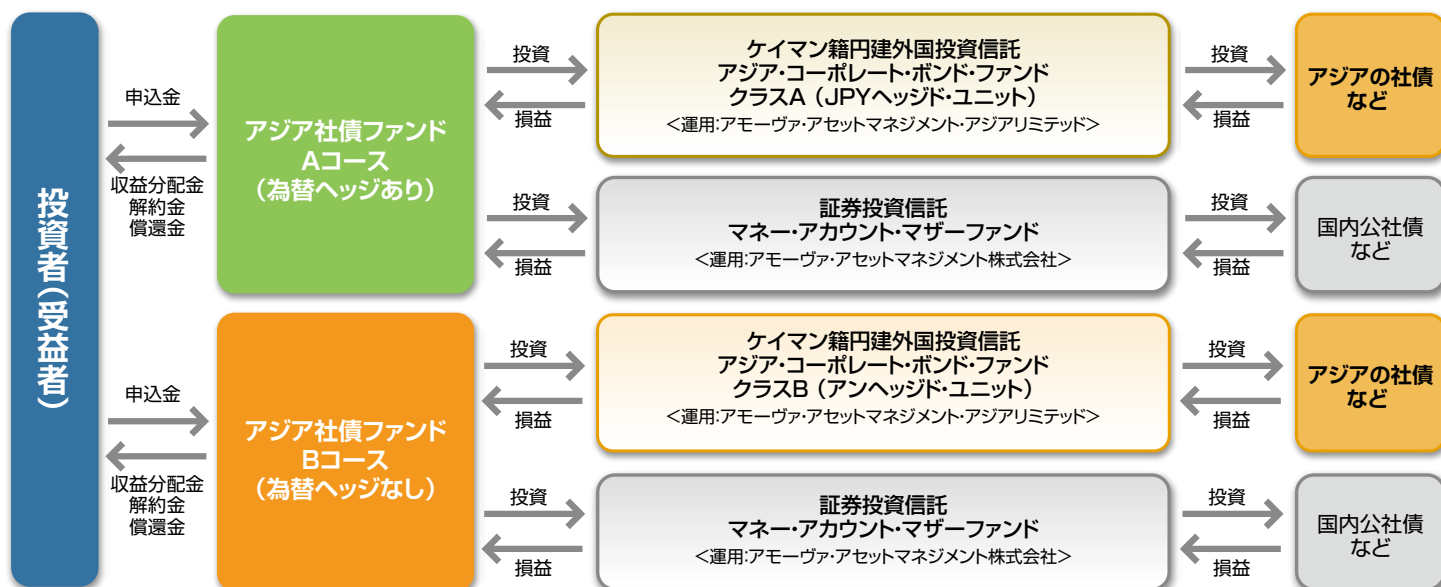 投資者(受益者)
申込金
収益分配金
解約金
償還金
アジア社債ファンド
Aコース
(為替ヘッジあり)
投資
損益
ケイマン籍円建外国投資信託
アジア・コーポレート・ボンド・ファンド
クラスA(JPYヘッジド・ユニット)
<運用:アモーヴァ・アセットマネジメント・アジアリミテッド>
投資
損益
アジアの社債
など
投資
損益
証券投資信託
マネー・アカウント・マザーファンド
<運用:アモーヴァ・アセットマネジメント株式会社>
投資
損益
国内公社債
など
申込金
収益分配金
解約金
償還金
アジア社債ファンド
Bコース
(為替ヘッジなし)
投資
損益
ケイマン籍円建外国投資信託
アジア・コーポレート・ボンド・ファンド
クラスB(アンヘッジド・ユニット)
<運用:アモーヴァ・アセットマネジメント・アジアリミテッド>
投資
損益
アジアの社債
など
投資
損益
証券投資信託
マネー・アカウント・マザーファンド
<運用:アモーヴァ・アセットマネジメント株式会社>
投資
損益
国内公社債
など